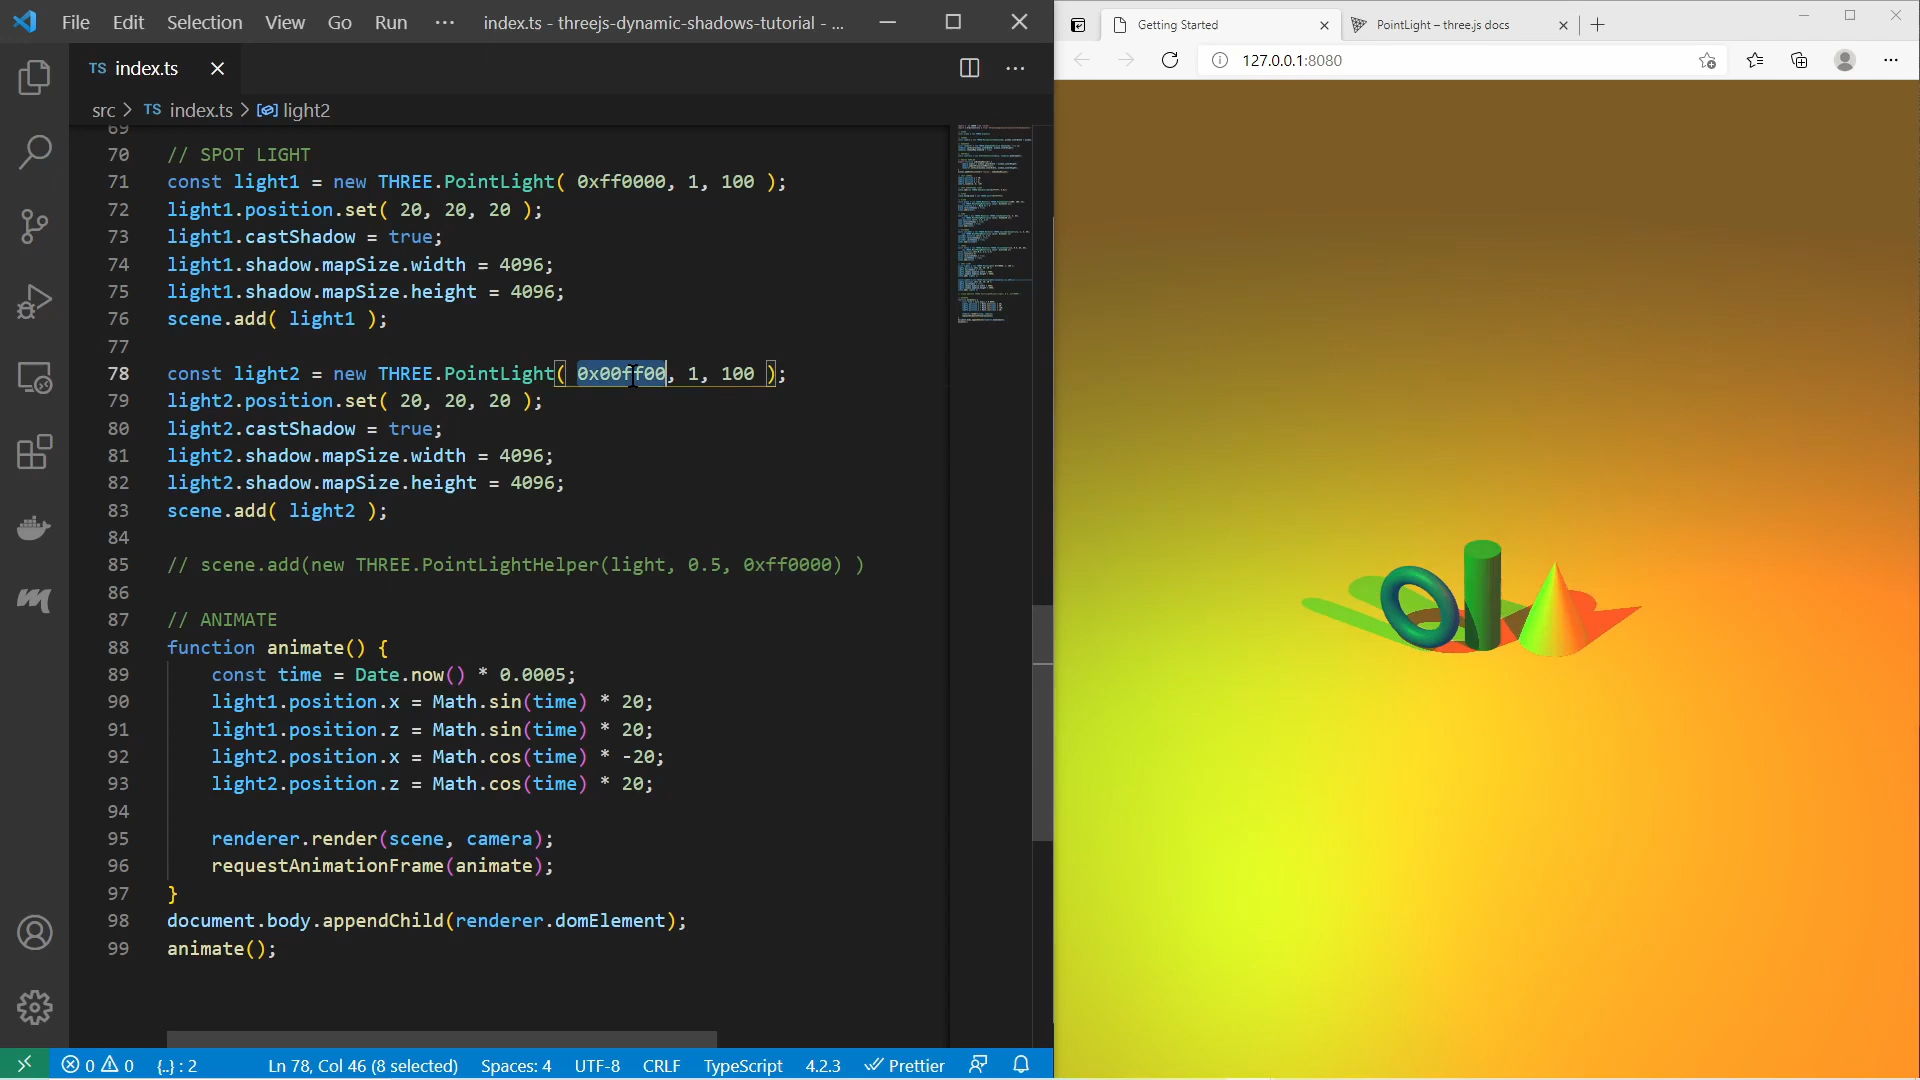 File Edit Selection View Go Run ··· index.ts - threejs-dynamic-shadows-tutorial - ...
TS index.ts
src > TS index.ts > light2
69
70 // SPOT LIGHT
71 const light1 = new THREE.PointLight( 0xff0000, 1, 100 );
72 light1.position.set( 20, 20, 20 );
73 light1.castShadow = true;
74 light1.shadow.mapSize.width = 4096;
75 light1.shadow.mapSize.height = 4096;
76 scene.add( light1 );
77
78 const light2 = new THREE.PointLight( 0x00ff00, 1, 100 );
79 light2.position.set( 20, 20, 20 );
80 light2.castShadow = true;
81 light2.shadow.mapSize.width = 4096;
82 light2.shadow.mapSize.height = 4096;
83 scene.add( light2 );
84
85 // scene.add(new THREE.PointLightHelper(light, 0.5, 0xff0000) )
86
87 // ANIMATE
88 function animate() {
89 const time = Date.now() * 0.0005;
90 light1.position.x = Math.sin(time) * 20;
91 light1.position.z = Math.sin(time) * 20;
92 light2.position.x = Math.cos(time) * -20;
93 light2.position.z = Math.cos(time) * 20;
94
95 renderer.render(scene, camera);
96 requestAnimationFrame(animate);
97 }
98 document.body.appendChild(renderer.domElement);
99 animate();
0 0 {..} : 2 Ln 78, Col 46 (8 selected) Spaces: 4 UTF-8 CRLF TypeScript 4.2.3 Prettier
Getting Started PointLight – three.js docs
127.0.0.1:8080